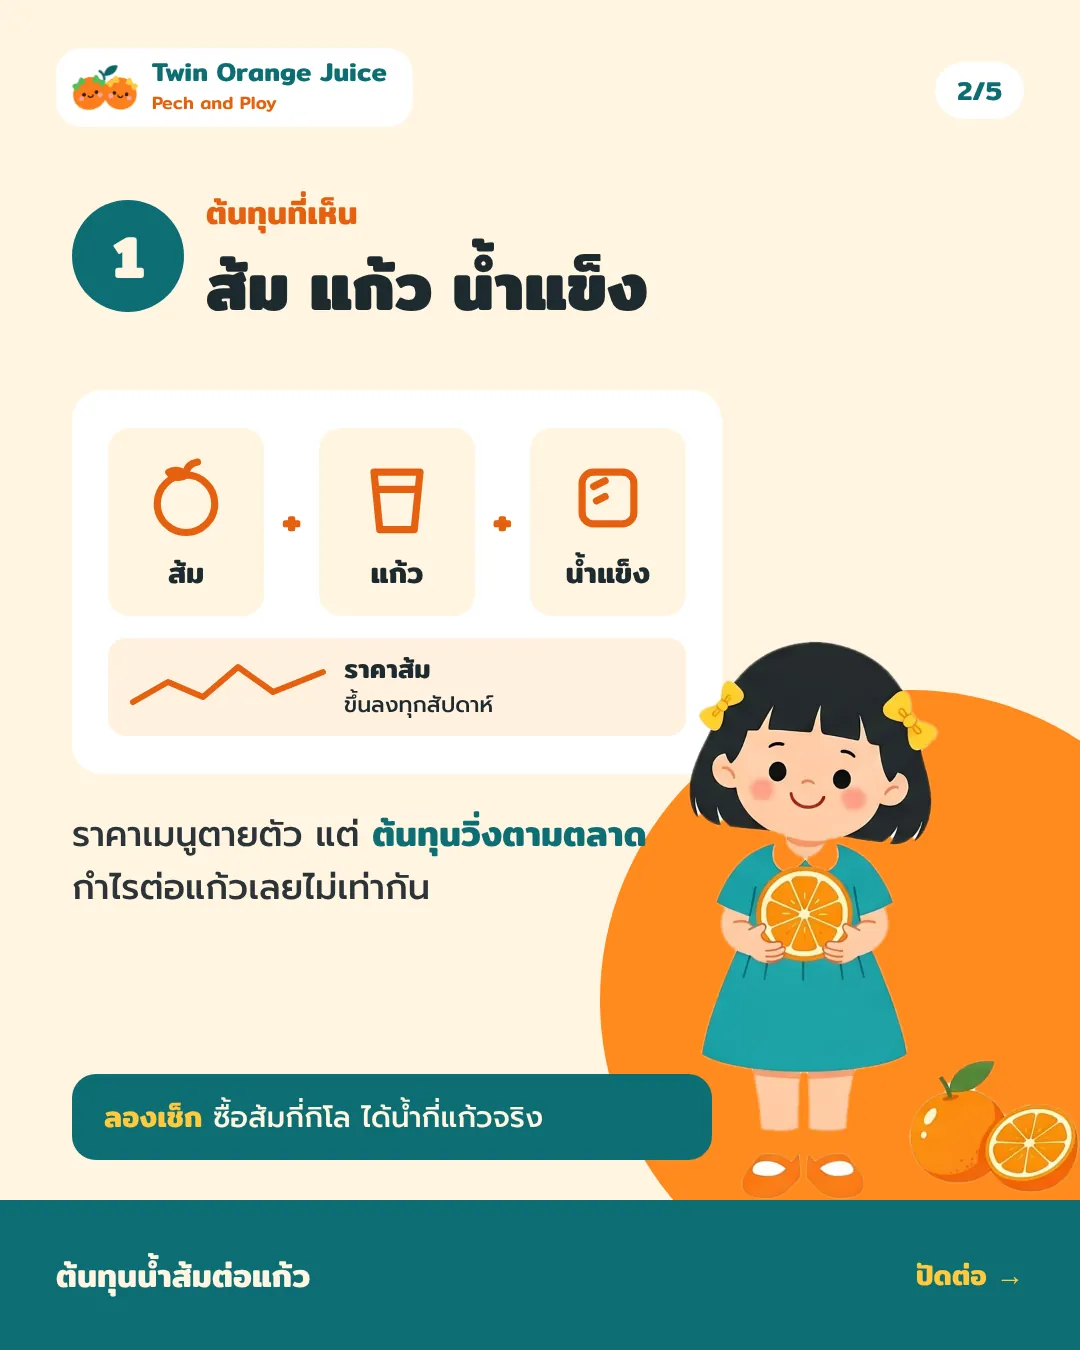 Twin Orange Juice
Pech and Ploy
2/5
1
ต้นทุนที่เห็น
ส้ม แก้ว น้ำแข็ง
ส้ม + แก้ว + น้ำแข็ง
ราคาส้ม
ขึ้นลงทุกสัปดาห์
ราคาเมนูตายตัว แต่ ต้นทุนวิ่งตามตลาด
กำไรต่อแก้วเลยไม่เท่ากัน
ลองเช็ก ซื้อส้มกี่กิโล ได้น้ำกี่แก้วจริง
ต้นทุนน้ำส้มต่อแก้ว
ปัดต่อ →